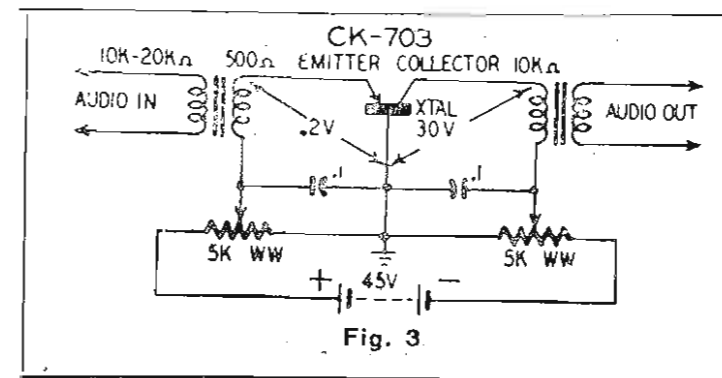 CK-703
10K-20KΩ 500Ω EMITTER COLLECTOR 10KΩ
AUDIO IN
XTAL
AUDIO OUT
.2V
30V
.1
.1
5K WW
5K WW
+ 45V −
Fig. 3